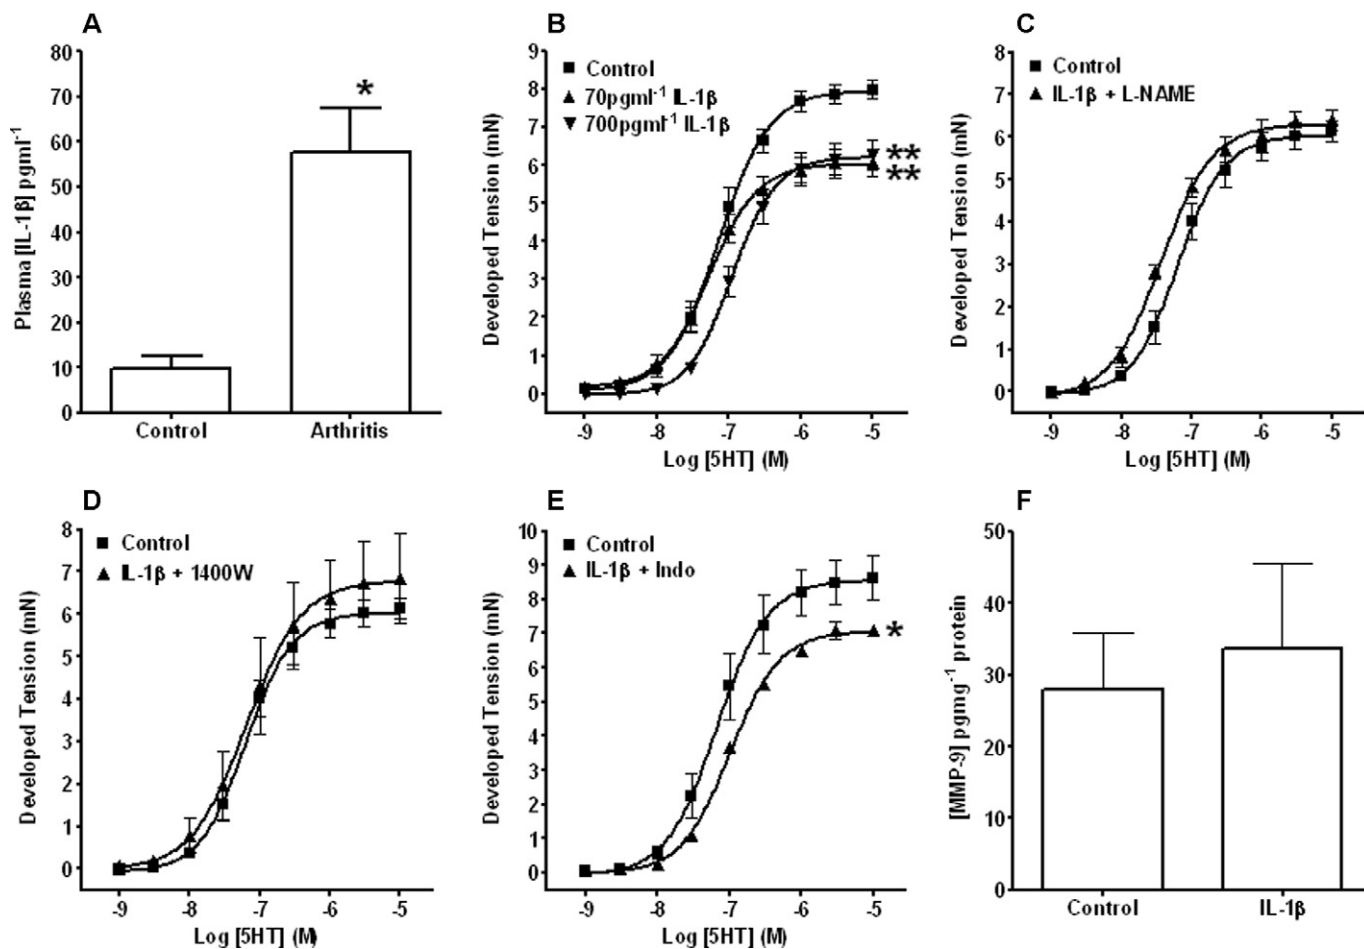 A
Plasma [IL-1β] pgml⁻¹
80
70
60
50
40
30
20
10
0
*
Control
Arthritis
B
Developed Tension (mN)
9
8
7
6
5
4
3
2
1
0
Control
70pgml⁻¹ IL-1β
700pgml⁻¹ IL-1β
**
**
-9
-8
-7
-6
-5
Log [5HT] (M)
C
Developed Tension (mN)
8
7
6
5
4
3
2
1
0
Control
IL-1β + L-NAME
-9
-8
-7
-6
-5
Log [5HT] (M)
D
Developed Tension (mN)
8
7
6
5
4
3
2
1
0
Control
IL-1β + 1400W
-9
-8
-7
-6
-5
Log [5HT] (M)
E
Developed Tension (mN)
10
9
8
7
6
5
4
3
2
1
0
Control
IL-1β + Indo
*
-9
-8
-7
-6
-5
Log [5HT] (M)
F
[MMP-9] pgmg⁻¹ protein
50
40
30
20
10
0
Control
IL-1β